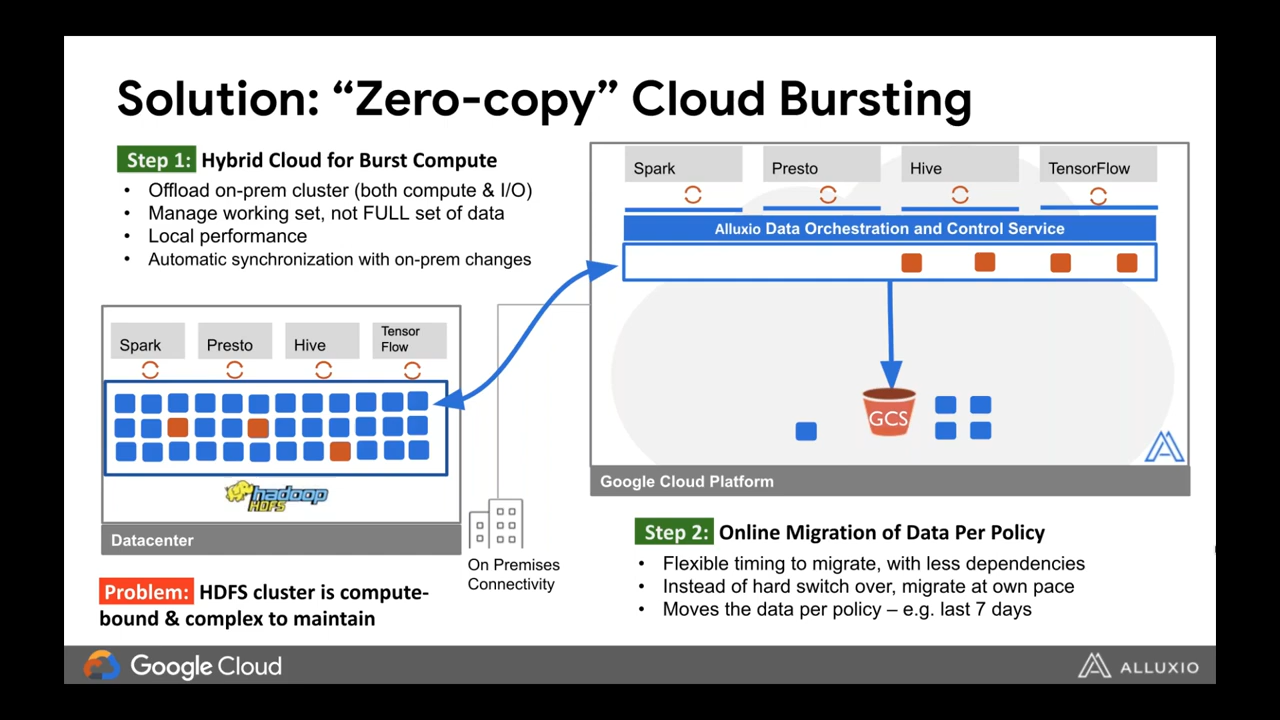 Solution: “Zero-copy” Cloud Bursting
Step 1: Hybrid Cloud for Burst Compute
• Offload on-prem cluster (both compute & I/O)
• Manage working set, not FULL set of data
• Local performance
• Automatic synchronization with on-prem changes
Spark
Presto
Hive
TensorFlow
Alluxio Data Orchestration and Control Service
GCS
Google Cloud Platform
Spark
Presto
Hive
Tensor
Flow
hadoop
HDFS
Datacenter
On Premises
Connectivity
Problem: HDFS cluster is compute-
bound & complex to maintain
Step 2: Online Migration of Data Per Policy
• Flexible timing to migrate, with less dependencies
• Instead of hard switch over, migrate at own pace
• Moves the data per policy – e.g. last 7 days
Google Cloud
ALLUXIO